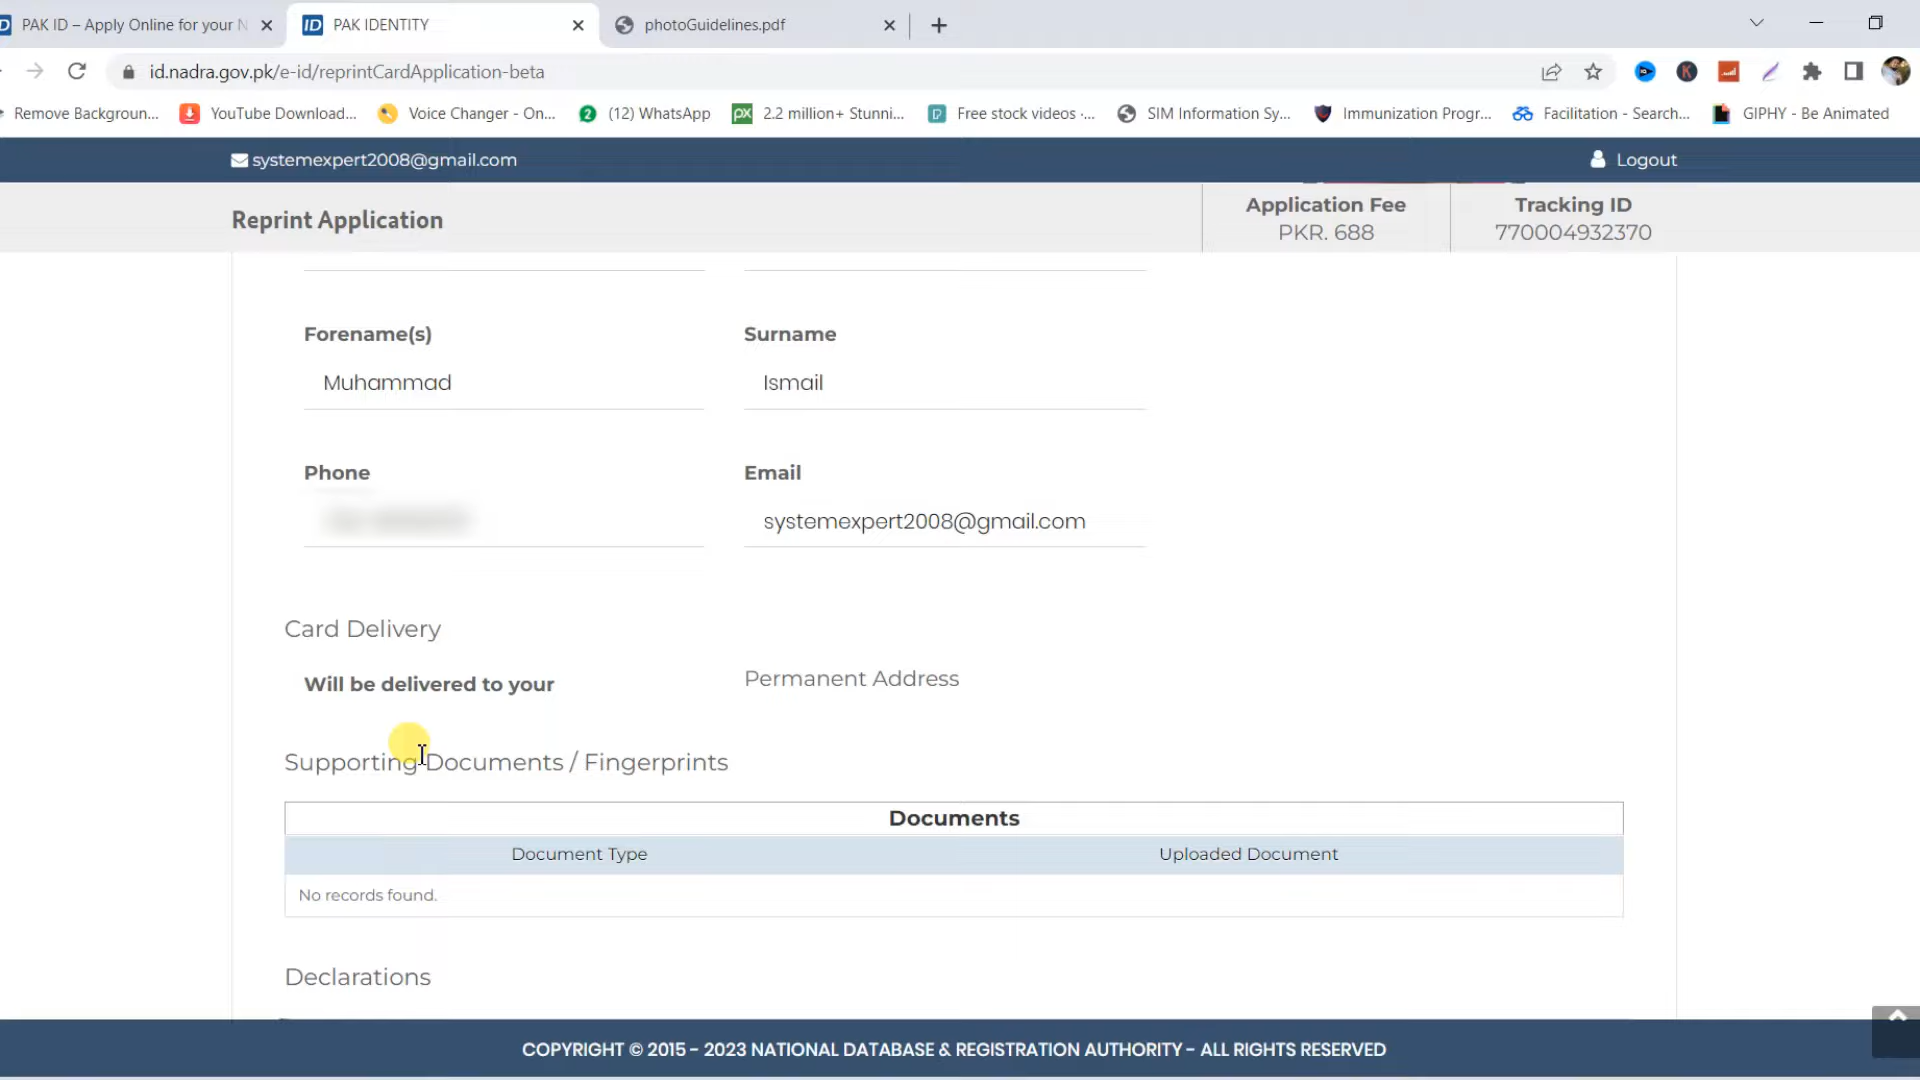 PAK ID – Apply Online for your N
PAK IDENTITY
photoGuidelines.pdf
id.nadra.gov.pk/e-id/reprintCardApplication-beta
Remove Backgroun...
YouTube Download...
Voice Changer - On...
(12) WhatsApp
2.2 million+ Stunni...
Free stock videos ·...
SIM Information Sy...
Immunization Progr...
Facilitation - Search...
GIPHY - Be Animated
systemexpert2008@gmail.com
Logout
Reprint Application
Application Fee
PKR. 688
Tracking ID
770004932370
Forename(s)
Surname
Muhammad
Ismail
Phone
Email
systemexpert2008@gmail.com
Card Delivery
Will be delivered to your
Permanent Address
Supporting Documents / Fingerprints
Documents
Document Type
Uploaded Document
No records found.
Declarations
COPYRIGHT © 2015 - 2023 NATIONAL DATABASE & REGISTRATION AUTHORITY - ALL RIGHTS RESERVED